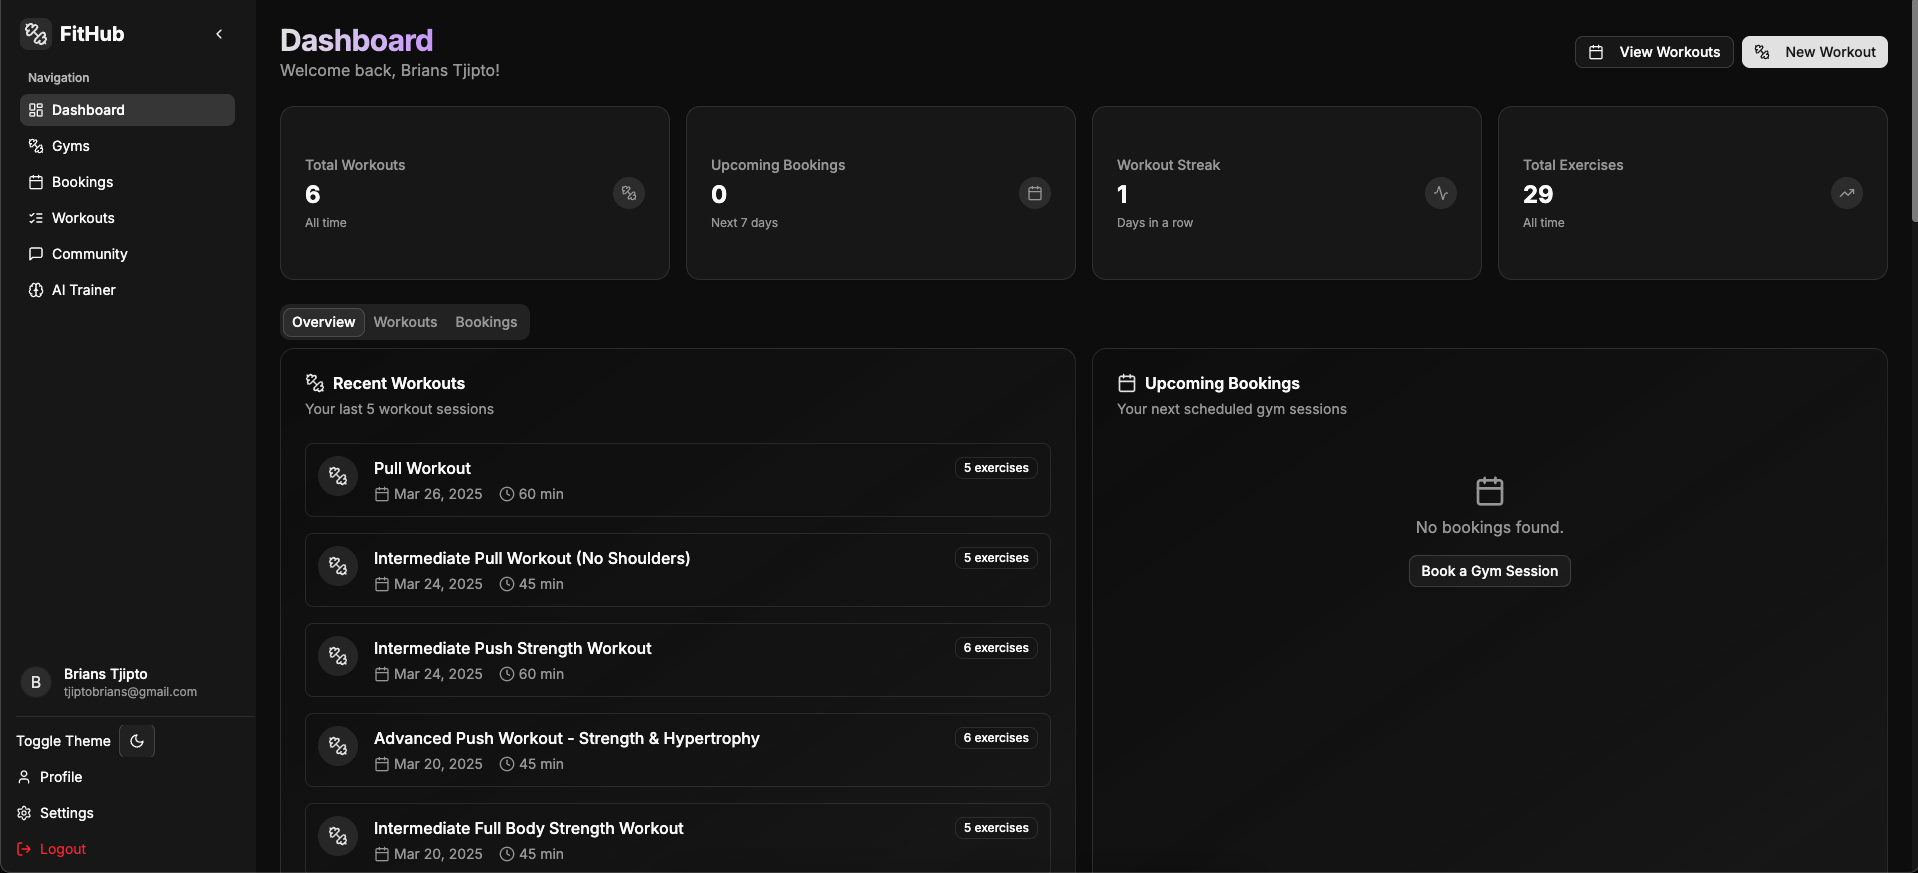 FitHub
Navigation
Dashboard
Gyms
Bookings
Workouts
Community
AI Trainer
B
Brians Tjipto
tjiptobrians@gmail.com
Toggle Theme
Profile
Settings
Logout
Dashboard
Welcome back, Brians Tjipto!
View Workouts
New Workout
Total Workouts
6
All time
Upcoming Bookings
0
Next 7 days
Workout Streak
1
Days in a row
Total Exercises
29
All time
Overview Workouts Bookings
Recent Workouts
Your last 5 workout sessions
Pull Workout 5 exercises
Mar 26, 2025 60 min
Intermediate Pull Workout (No Shoulders) 5 exercises
Mar 24, 2025 45 min
Intermediate Push Strength Workout 6 exercises
Mar 24, 2025 60 min
Advanced Push Workout - Strength & Hypertrophy 6 exercises
Mar 20, 2025 45 min
Intermediate Full Body Strength Workout 5 exercises
Mar 20, 2025 45 min
Upcoming Bookings
Your next scheduled gym sessions
No bookings found.
Book a Gym Session